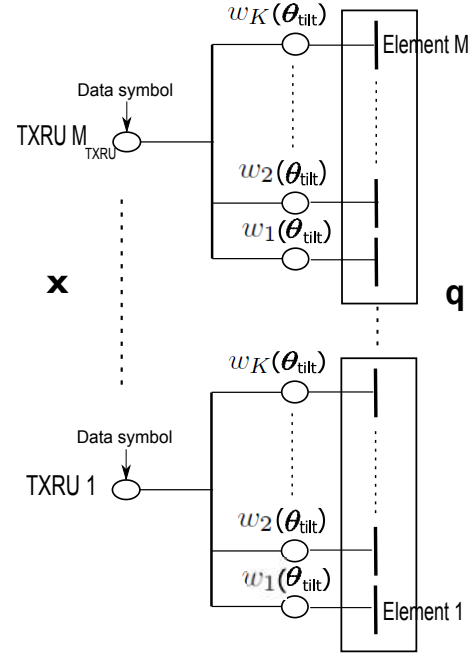 w_K(θ_tilt)
Element M
Data symbol
TXRU M_TXRU
w_2(θ_tilt)
w_1(θ_tilt)
x
q
w_K(θ_tilt)
Data symbol
TXRU 1
w_2(θ_tilt)
w_1(θ_tilt)
Element 1